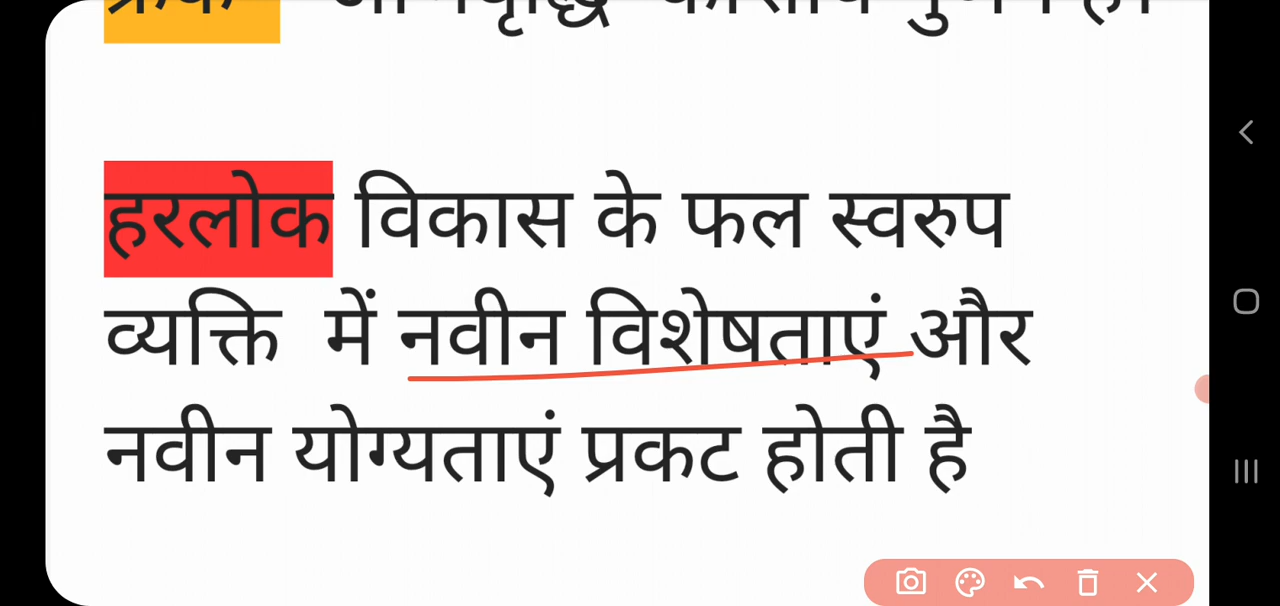 हरलोक विकास के फल स्वरुप
व्यक्ति में नवीन विशेषताएं और
नवीन योग्यताएं प्रकट होती है